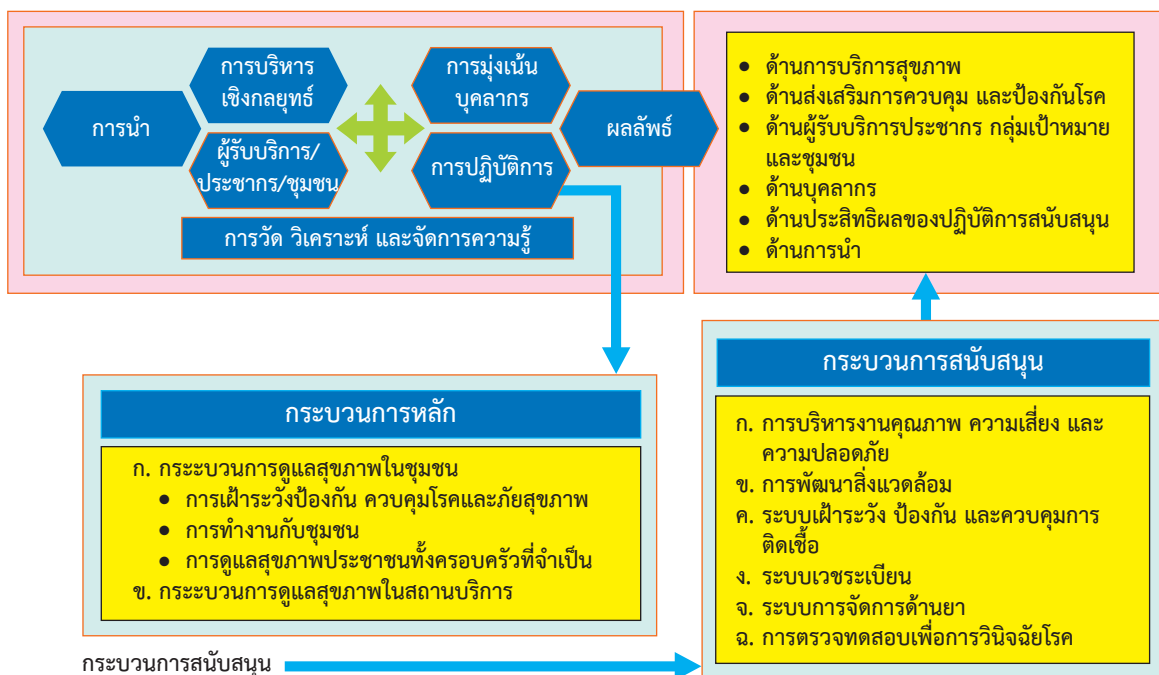 การนำ
การบริหาร
เชิงกลยุทธ์
ผู้รับบริการ/
ประชากร/ชุมชน
การมุ่งเน้น
บุคลากร
การปฏิบัติการ
ผลลัพธ์
การวัด วิเคราะห์ และจัดการความรู้
● ด้านการบริการสุขภาพ
● ด้านส่งเสริมการควบคุม และป้องกันโรค
● ด้านผู้รับบริการประชากร กลุ่มเป้าหมาย
และชุมชน
● ด้านบุคลากร
● ด้านประสิทธิผลของปฏิบัติการสนับสนุน
● ด้านการนำ
กระบวนการหลัก
ก. กระะบวนการดูแลสุขภาพในชุมชน
● การเฝ้าระวังป้องกัน ควบคุมโรคและภัยสุขภาพ
● การทำงานกับชุมชน
● การดูแลสุขภาพประชาชนทั้งครอบครัวที่จำเป็น
ข. กระะบวนการดูแลสุขภาพในสถานบริการ
กระบวนการสนับสนุน
กระบวนการสนับสนุน
ก. การบริหารงานคุณภาพ ความเสี่ยง และ
ความปลอดภัย
ข. การพัฒนาสิ่งแวดล้อม
ค. ระบบเฝ้าระวัง ป้องกัน และควบคุมการ
ติดเชื้อ
ง. ระบบเวชระเบียน
จ. ระบบการจัดการด้านยา
ฉ. การตรวจทดสอบเพื่อการวินิจฉัยโรค